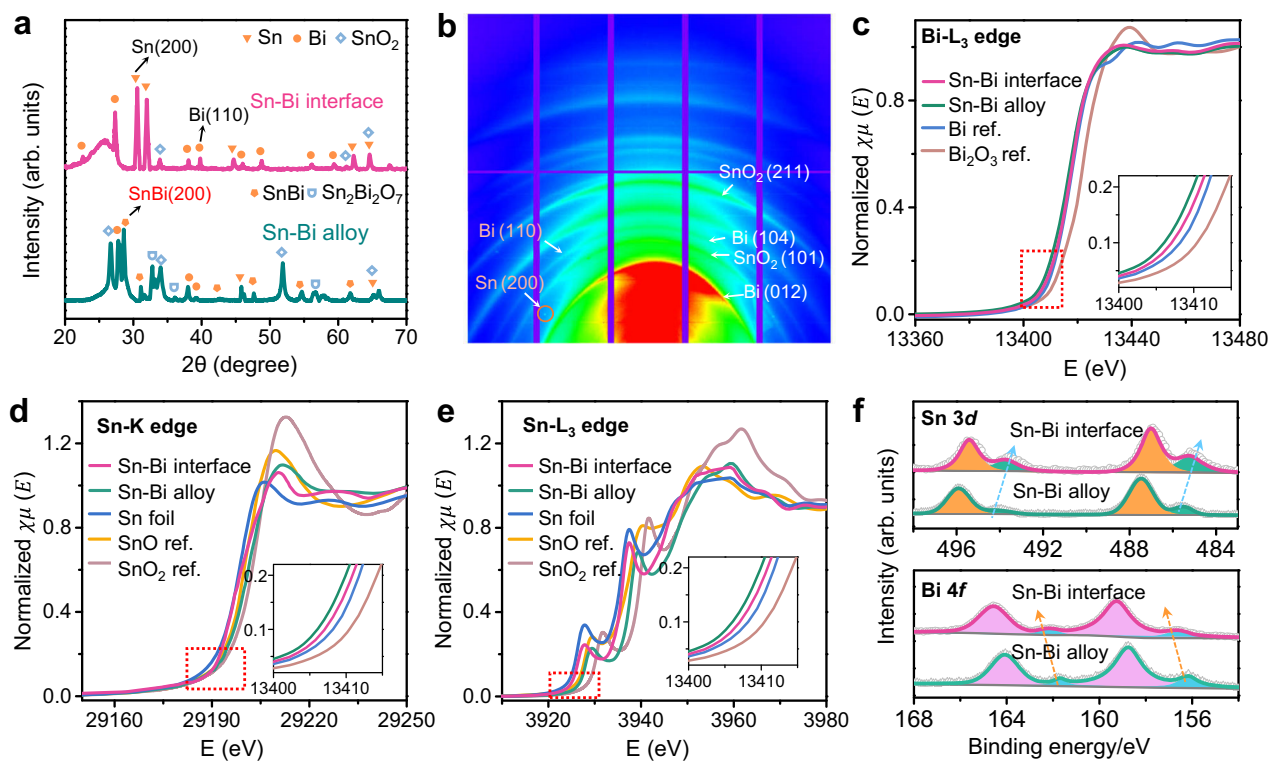 a
Sn(200)
Sn Bi SnO2
Sn-Bi interface
Bi(110)
SnBi(200)
SnBi Sn2Bi2O7
Sn-Bi alloy
Intensity (arb. units)
20 30 40 50 60 70
2θ (degree)
b
SnO2 (211)
Bi (110)
Bi (104)
SnO2 (101)
Sn (200)
Bi (012)
c
Bi-L3 edge
Sn-Bi interface
Sn-Bi alloy
Bi ref.
Bi2O3 ref.
Normalized χμ (E)
0.8
0.4
0.0
0.2
0.1
13400 13410
13360 13400 13440 13480
E (eV)
d
Sn-K edge
Sn-Bi interface
Sn-Bi alloy
Sn foil
SnO ref.
SnO2 ref.
Normalized χμ (E)
1.2
0.8
0.4
0.0
0.2
0.1
13400 13410
29160 29190 29220 29250
E (eV)
e
Sn-L3 edge
Sn-Bi interface
Sn-Bi alloy
Sn foil
SnO ref.
SnO2 ref.
Normalized χμ (E)
1.2
0.8
0.4
0.0
0.2
0.1
13400 13410
3920 3940 3960 3980
E (eV)
f
Sn 3d
Sn-Bi interface
Sn-Bi alloy
496 492 488 484
Bi 4f
Sn-Bi interface
Sn-Bi alloy
Intensity (arb. units)
168 164 160 156
Binding energy/eV